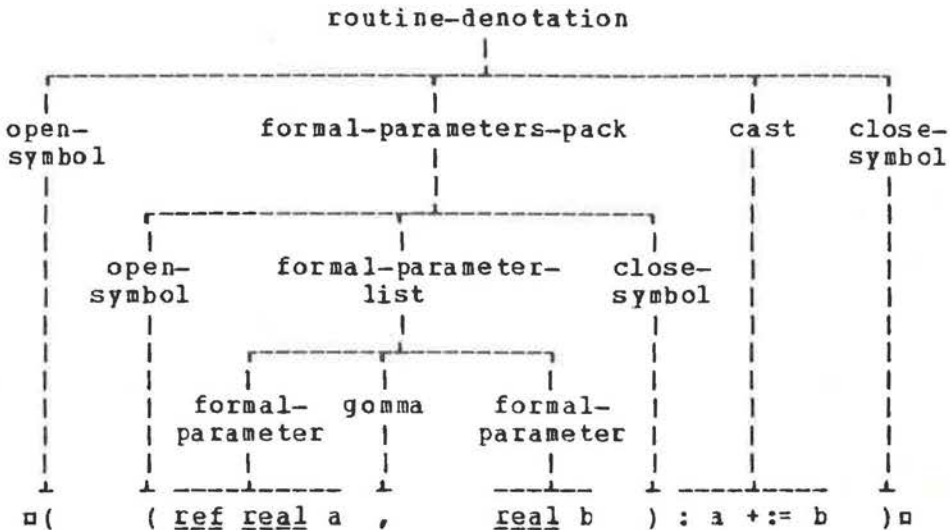 routine-denotation
open- formal-parameters-pack cast close-
symbol symbol
open- formal-parameter- close-
symbol list symbol
formal- gomma formal-
parameter parameter
¤( ( ref real a , real b ) : a +:= b )¤